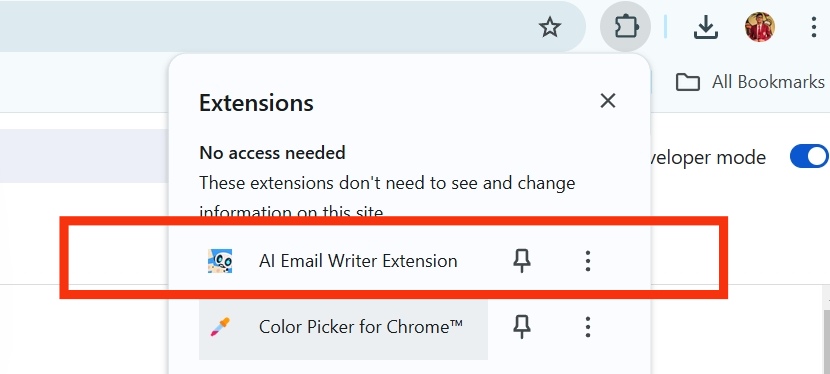 All Bookmarks
Extensions
No access needed
These extensions don't need to see and change
information on this site
veloper mode
AI Email Writer Extension
Color Picker for Chrome™